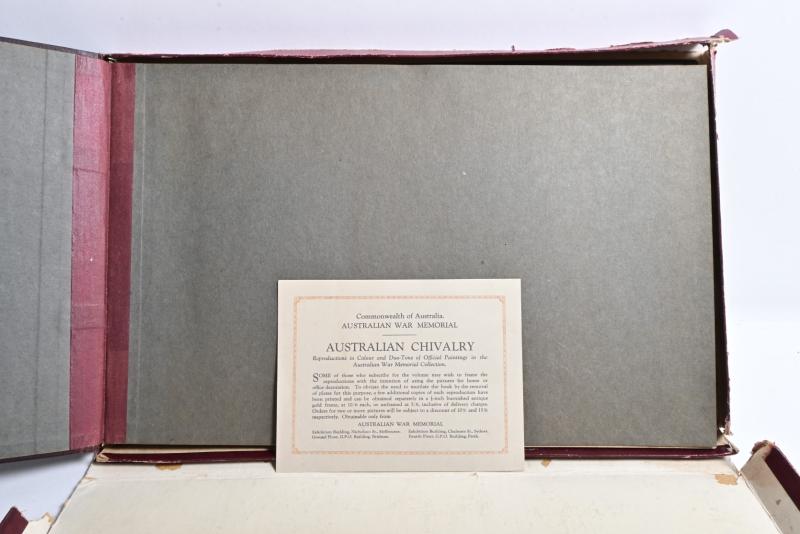 Commonwealth of Australia.
AUSTRALIAN WAR MEMORIAL
AUSTRALIAN CHIVALRY
Reproductions in Colour and Duo-Tone of Official Paintings in the
Australian War Memorial Collection.
SOME of those who subscribe for the volume may wish to frame the
reproductions with the intention of using the pictures for home or
office decoration. To obviate the need to mutilate the book by the removal
of plates for this purpose, a few additional copies of each reproduction have
been printed and can be obtained separately in a burnished antique
gold frame, at 10/6 each, or unframed at inclusive of delivery charges.
Orders for two or more pictures will be subject to a discount of 10% and 15%
respectively. Obtainable only from
AUSTRALIAN WAR MEMORIAL
Exhibition Building, Nicholson St., Melbourne. Exhibition Building, Chalmers St., Sydney.
Ground Floor, G.P.O. Building, Brisbane. Fourth Floor, G.P.O. Building, Perth.